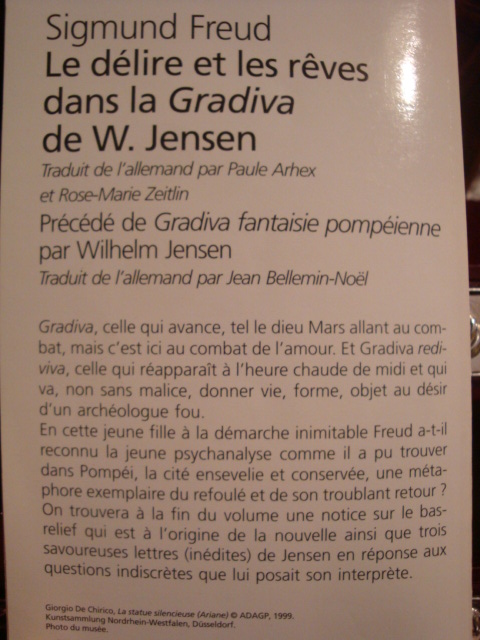 Sigmund Freud
Le délire et les rêves
dans la Gradiva
de W. Jensen
Traduit de l'allemand par Paule Arhex
et Rose-Marie Zeitlin
Précédé de Gradiva fantaisie pompéienne
par Wilhelm Jensen
Traduit de l'allemand par Jean Bellemin-Noël
Gradiva, celle qui avance, tel le dieu Mars allant au com-
bat, mais c'est ici au combat de l'amour. Et Gradiva redi-
viva, celle qui réapparaît à l'heure chaude de midi et qui
va, non sans malice, donner vie, forme, objet au désir
d'un archéologue fou.
En cette jeune fille à la démarche inimitable Freud a-t-il
reconnu la jeune psychanalyse comme il a pu trouver
dans Pompéi, la cité ensevelie et conservée, une méta-
phore exemplaire du refoulé et de son troublant retour ?
On trouvera à la fin du volume une notice sur le bas-
relief qui est à l'origine de la nouvelle ainsi que trois
savoureuses lettres (inédites) de Jensen en réponse aux
questions indiscrètes que lui posait son interprète.
Giorgio De Chirico, La statue silencieuse (Ariane) © ADAGP, 1999.
Kunstsammlung Nordrhein-Westfalen, Düsseldorf.
Photo du musée.